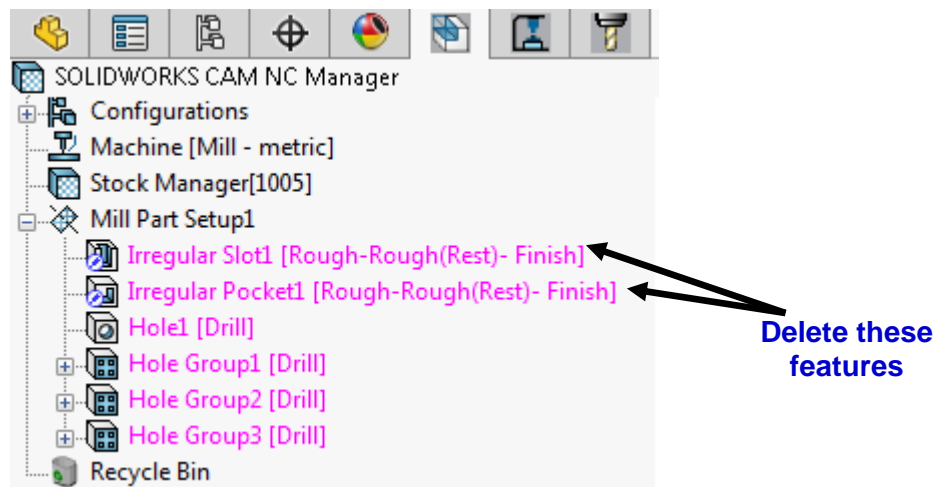 SOLIDWORKS CAM NC Manager
Configurations
Machine [Mill - metric]
Stock Manager[1005]
Mill Part Setup1
Irregular Slot1 [Rough-Rough(Rest)- Finish]
Irregular Pocket1 [Rough-Rough(Rest)- Finish]
Hole1 [Drill]
Hole Group1 [Drill]
Hole Group2 [Drill]
Hole Group3 [Drill]
Recycle Bin
Delete these
features